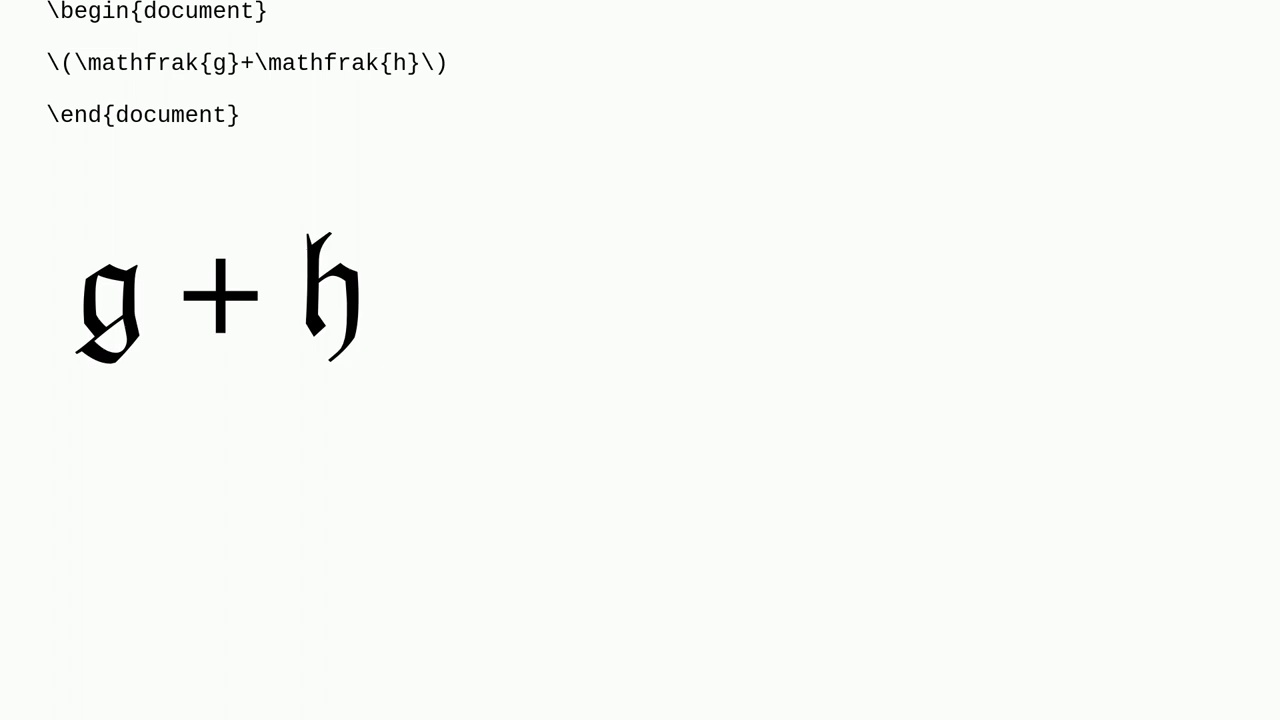 \begin{document}
\(\mathfrak{g}+\mathfrak{h}\)
\end{document}
𝔤 + 𝔥